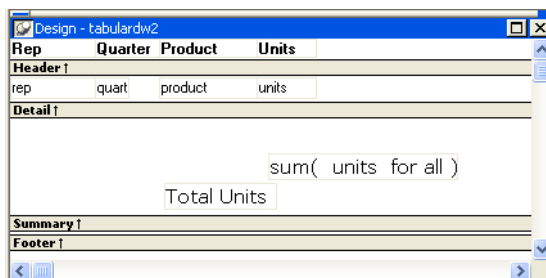 Design - tabulardw2
Rep Quarter Product Units
Header ↑
rep quart product units
Detail ↑
sum( units for all )
Total Units
Summary ↑
Footer ↑